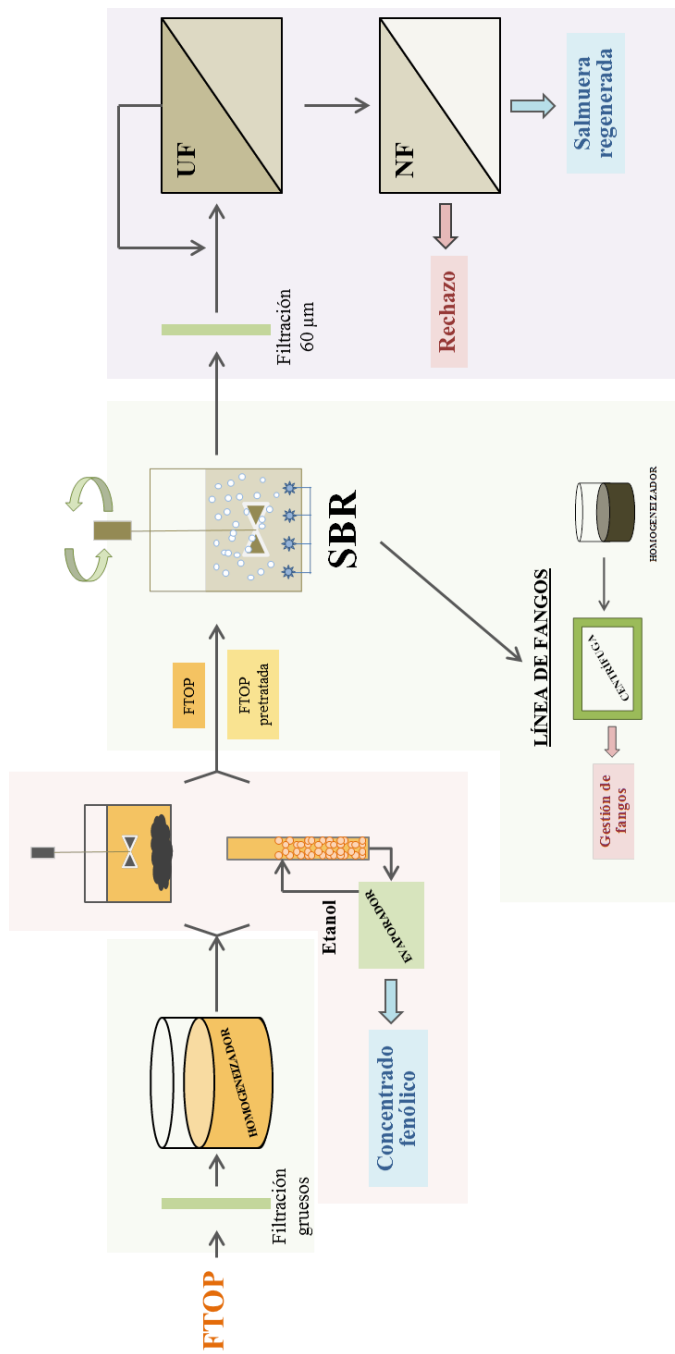 FTOP
Filtración
gruesos
HOMOGENEIZADOR
Etanol
EVAPORADOR
Concentrado
fenólico
FTOP
FTOP
pretratada
SBR
LÍNEA DE FANGOS
HOMOGENEIZADOR
CENTRÍFUGA
Gestión de
fangos
Filtración
60 µm
UF
NF
Rechazo
Salmuera
regenerada